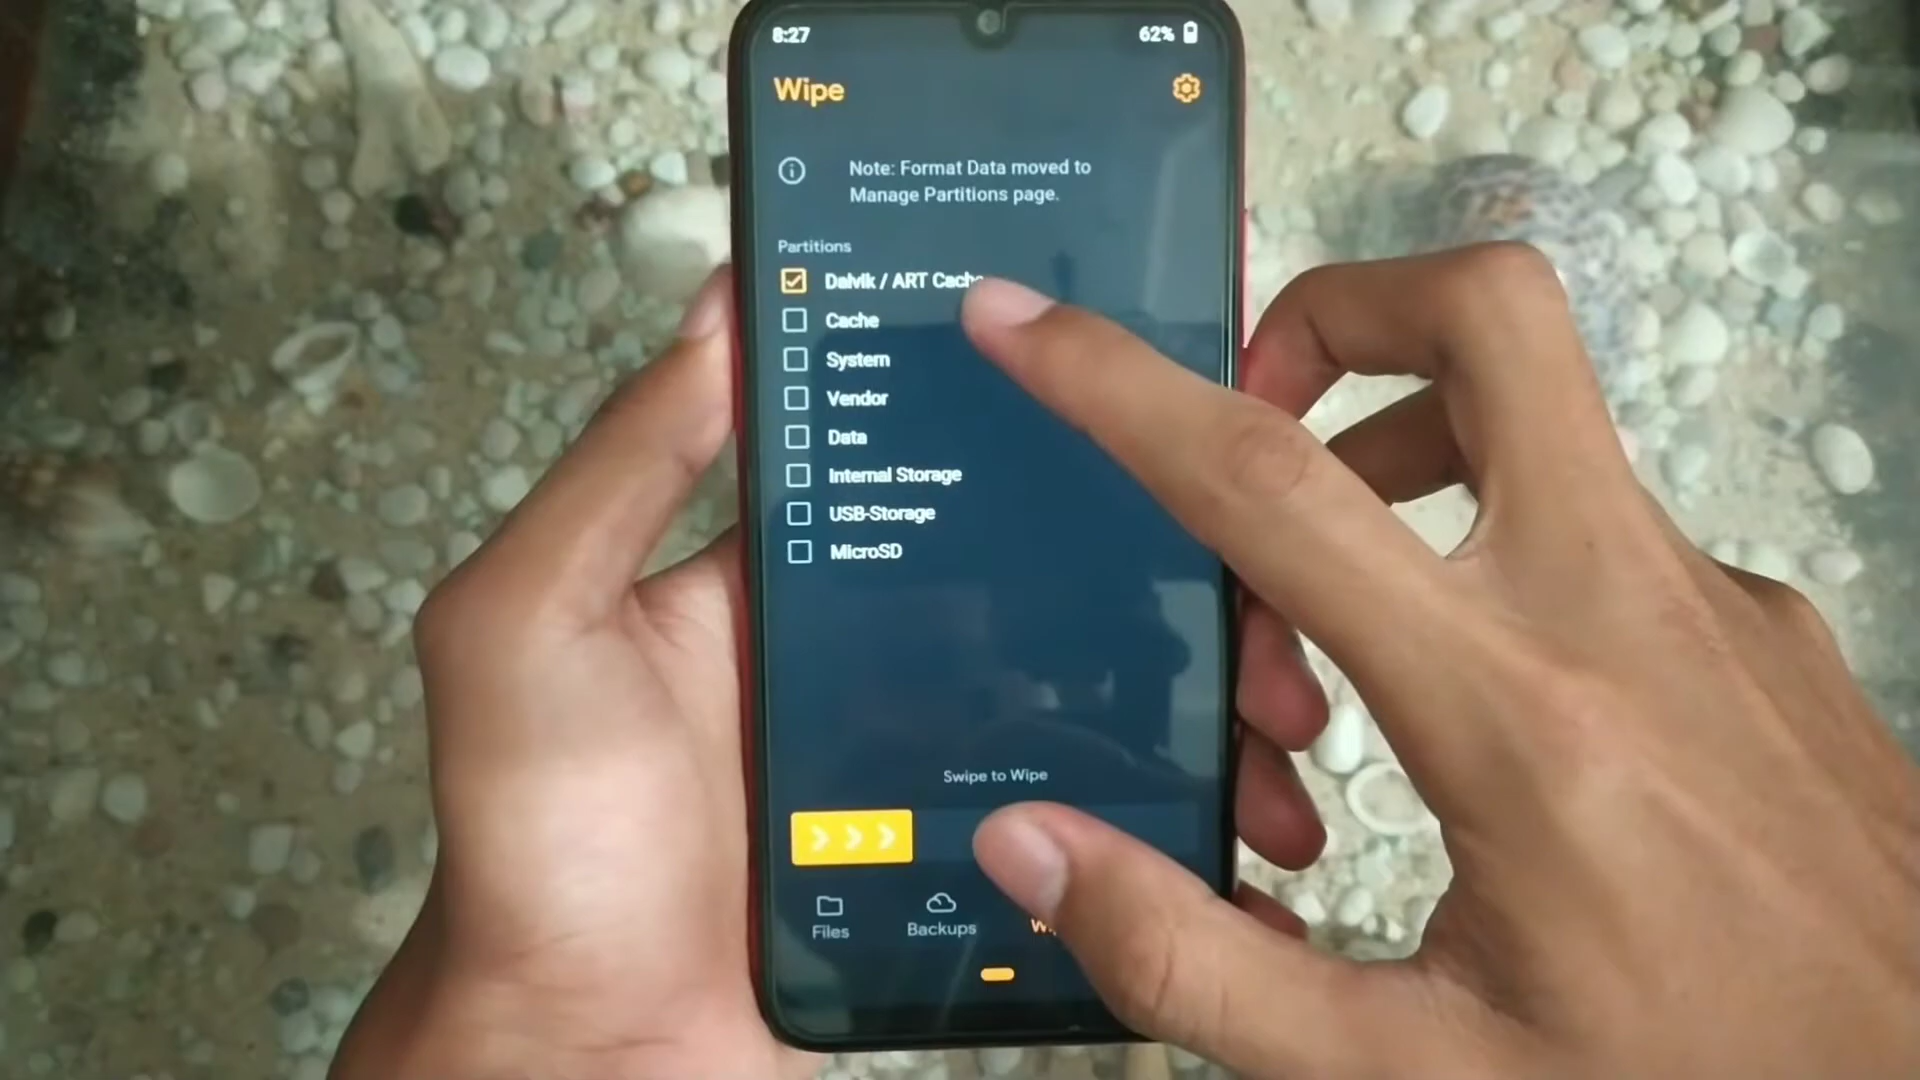 8:27
62%
Wipe
Note: Format Data moved to
Manage Partitions page.
Partitions
Dalvik / ART Cache
Cache
System
Vendor
Data
Internal Storage
USB-Storage
MicroSD
Swipe to Wipe
Files
Backups